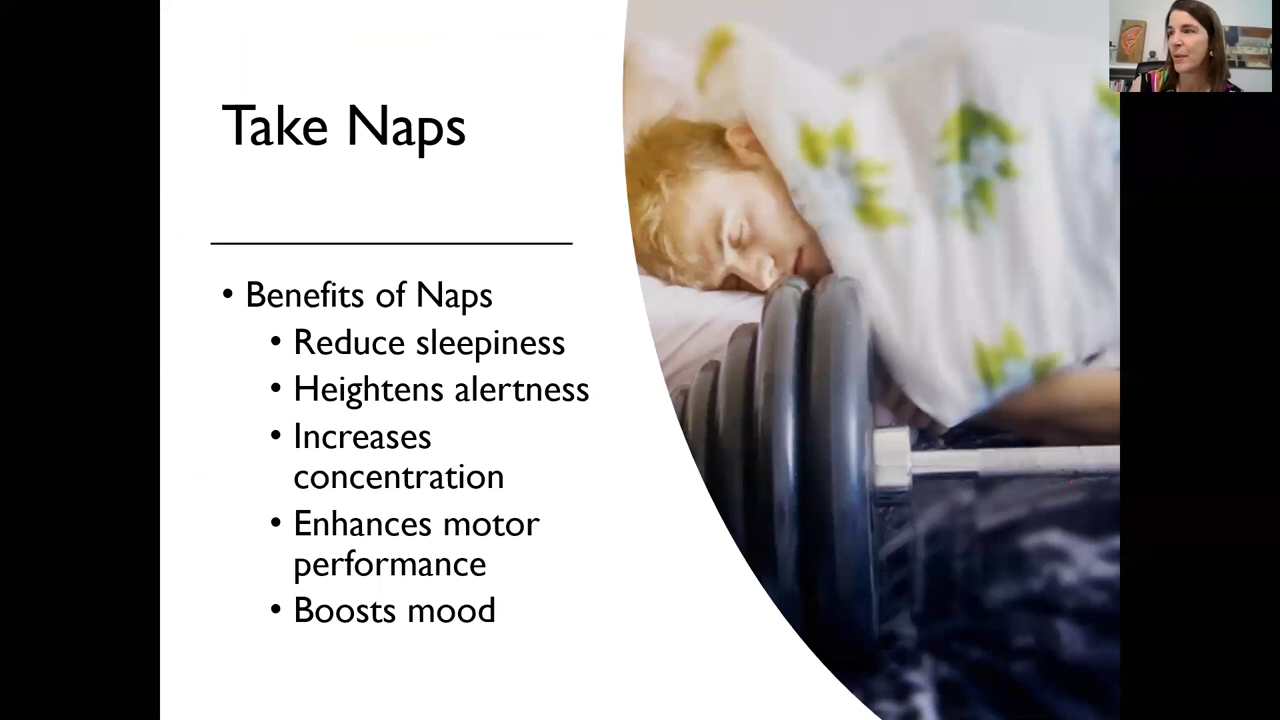 Take Naps
• Benefits of Naps
• Reduce sleepiness
• Heightens alertness
• Increases
concentration
• Enhances motor
performance
• Boosts mood